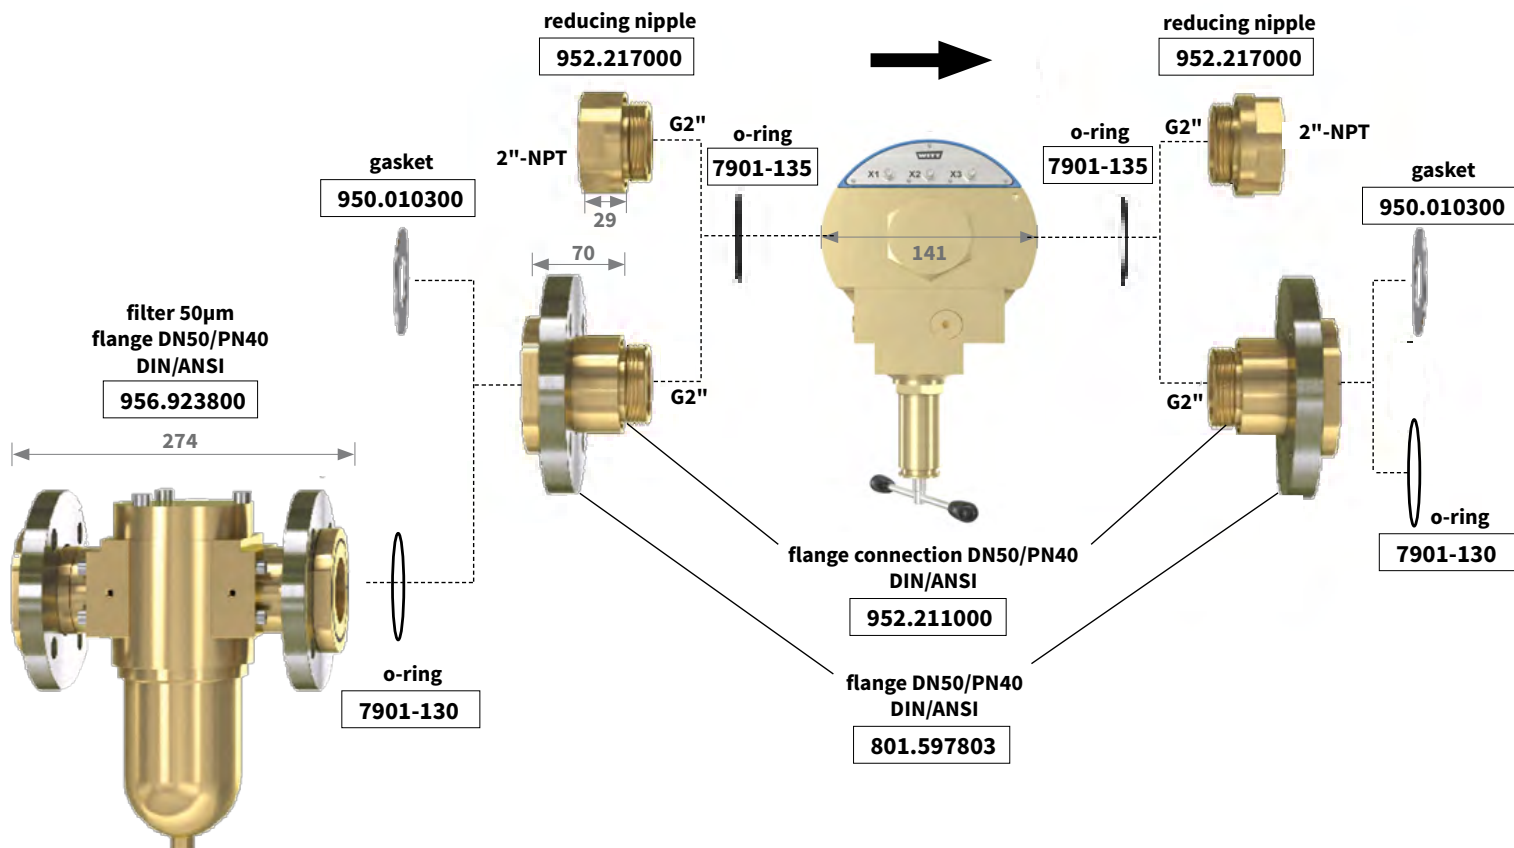 reducing nipple
952.217000
G2"
2"-NPT
29
o-ring
7901-135
gasket
950.010300
70
filter 50µm
flange DN50/PN40
DIN/ANSI
956.923800
274
G2"
o-ring
7901-130
WITT
X1 X2 X3
141
flange connection DN50/PN40
DIN/ANSI
952.211000
flange DN50/PN40
DIN/ANSI
801.597803
reducing nipple
952.217000
G2"
2"-NPT
o-ring
7901-135
gasket
950.010300
G2"
o-ring
7901-130